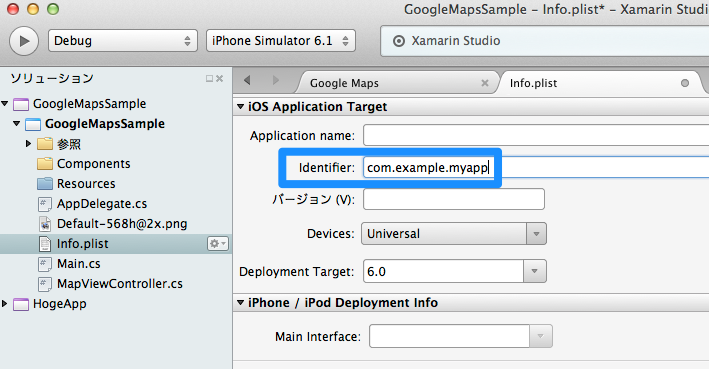 GoogleMapsSample – Info.plist* – Xamarin Studi
Debug
iPhone Simulator 6.1
Xamarin Studio
ソリューション
GoogleMapsSample
GoogleMapsSample
参照
Components
Resources
AppDelegate.cs
Default-568h@2x.png
Info.plist
Main.cs
MapViewController.cs
HogeApp
Google Maps
Info.plist
iOS Application Target
Application name:
Identifier: com.example.myapp
バージョン (V):
Devices: Universal
Deployment Target: 6.0
iPhone / iPod Deployment Info
Main Interface: